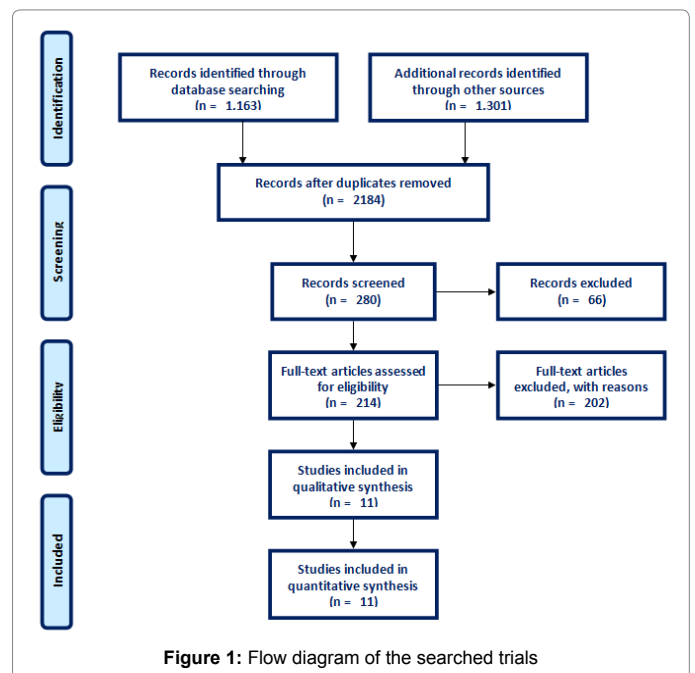 Identification
Records identified through
database searching
(n = 1.163)
Additional records identified
through other sources
(n = 1.301)
Records after duplicates removed
(n = 2184)
Screening
Records screened
(n = 280)
Records excluded
(n = 66)
Eligibility
Full-text articles assessed
for eligibility
(n = 214)
Full-text articles
excluded, with reasons
(n = 202)
Studies included in
qualitative synthesis
(n = 11)
Included
Studies included in
quantitative synthesis
(n = 11)
Figure 1: Flow diagram of the searched trials